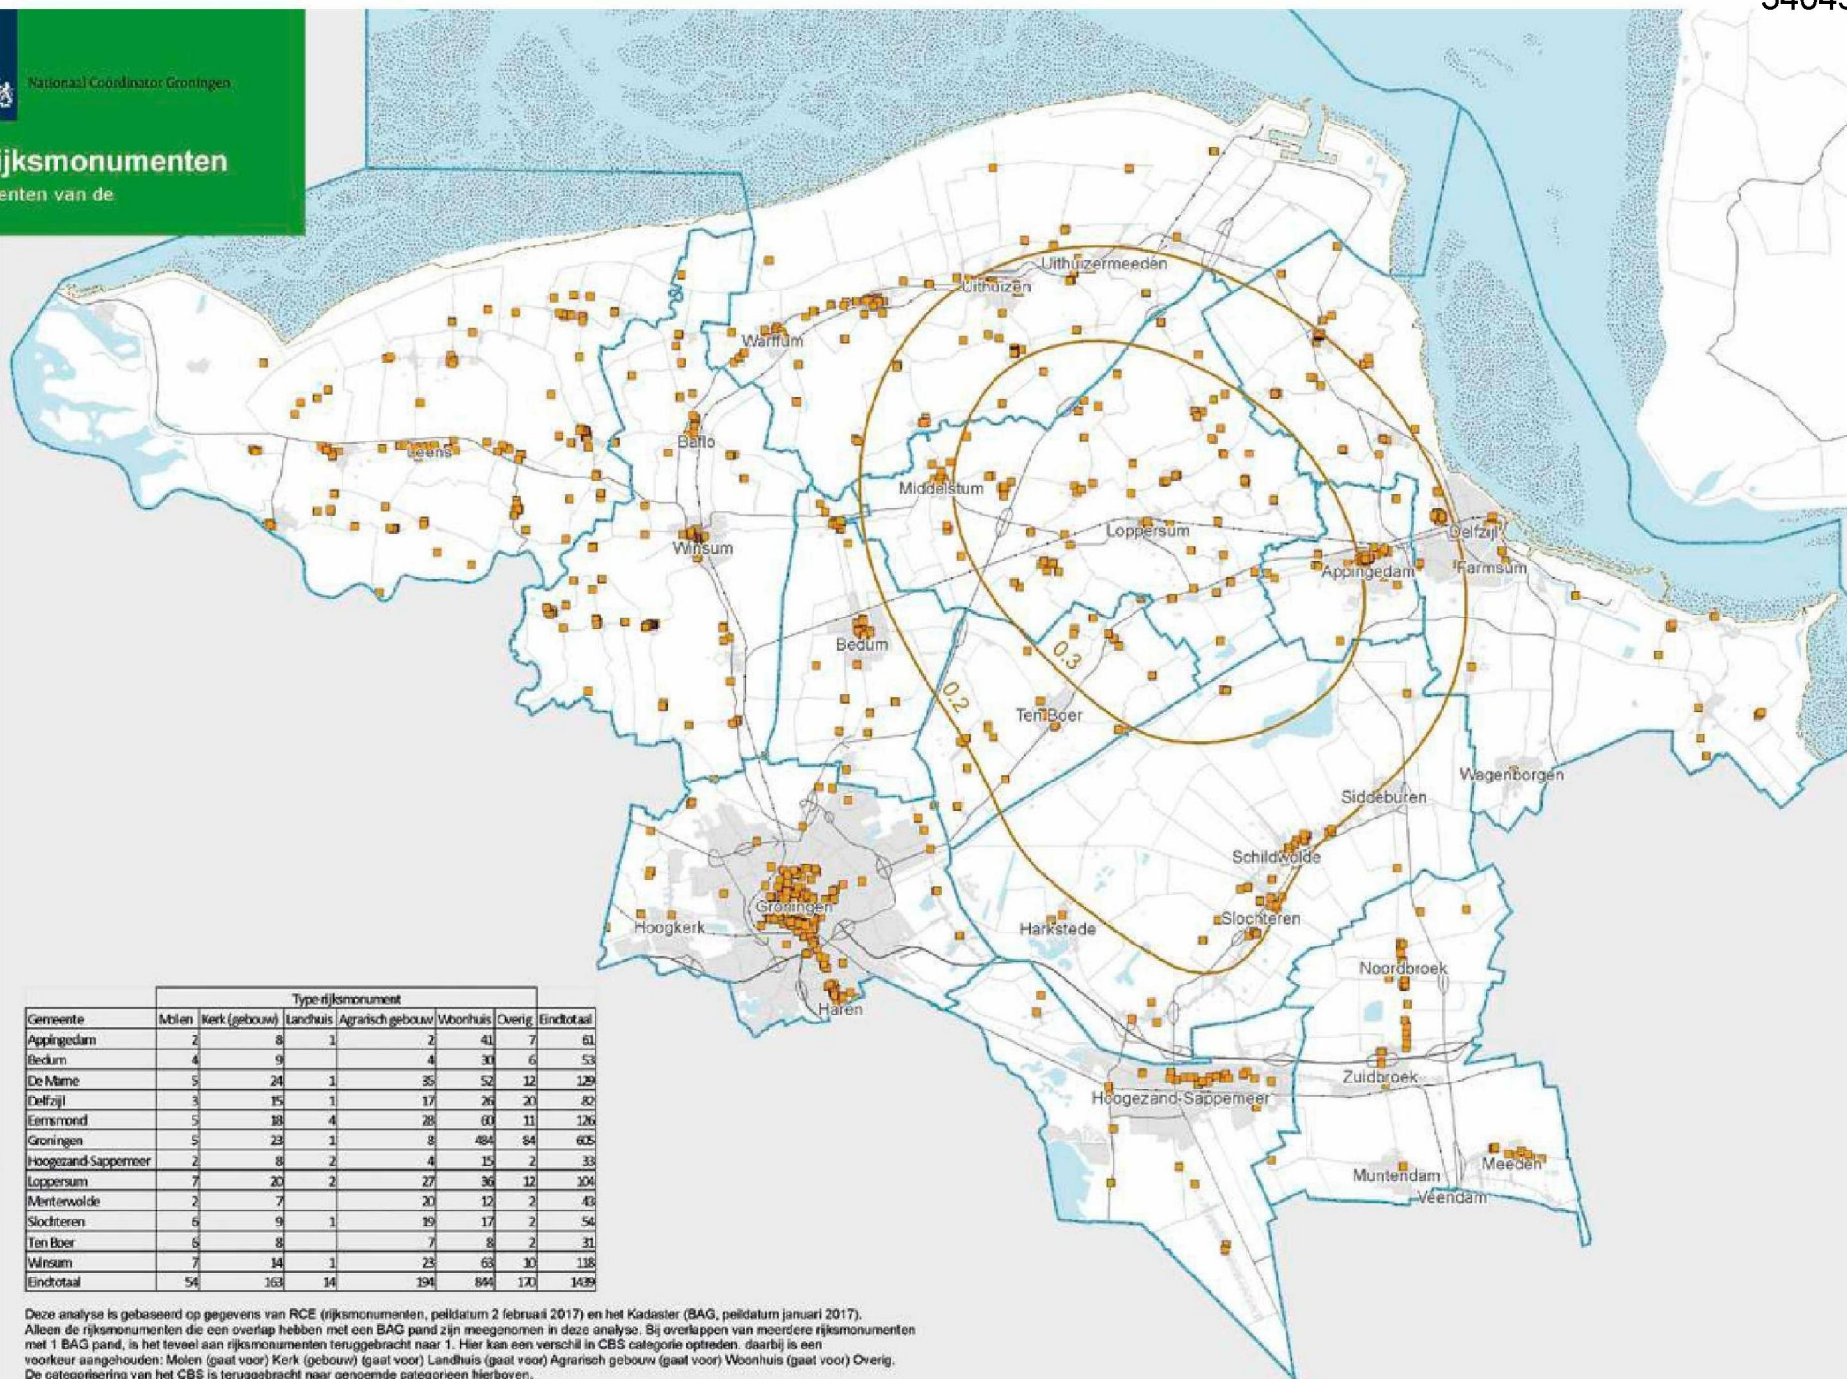 Nationaal Coördinator Groningen
ijksmonumenten
enten van de
Uithuizermeeden
Uithuizen
Warffum
Baflo
Leens
Middelstum
Loppersum
Delfzijl
Winsum
Appingedam
Farmsum
Bedum
0.3
0.2
Ten Boer
Wagenborgen
Siddeburen
Schildwolde
Groningen
Slochteren
Hoogkerk
Harkstede
Noordbroek
Haren
Zuidbroek
Hoogezand-Sappemeer
Meeden
Muntendam
Veendam
Type rijksmonument
Gemeente Molen Kerk (gebouw) Landhuis Agrarisch gebouw Woonhuis Overig Eindtotaal
Appingedam 2 8 1 2 41 7 61
Bedum 4 9 4 30 6 53
De Marne 5 24 1 35 52 12 129
Delfzijl 3 15 1 17 26 20 82
Eemsmond 5 18 4 28 60 11 126
Groningen 5 23 1 8 484 84 605
Hoogezand-Sappemeer 2 8 2 4 15 2 33
Loppersum 7 20 2 27 36 12 104
Menterwolde 2 7 20 12 2 43
Slochteren 6 9 1 19 17 2 54
Ten Boer 6 8 7 8 2 31
Winsum 7 14 1 23 63 10 118
Eindtotaal 54 163 14 194 844 170 1439
Deze analyse is gebaseerd op gegevens van RCE (rijksmonumenten, peildatum 2 februari 2017) en het Kadaster (BAG, peildatum januari 2017).
Alleen de rijksmonumenten die een overlap hebben met een BAG pand zijn meegenomen in deze analyse. Bij overlappen van meerdere rijksmonumenten
met 1 BAG pand, is het teveel aan rijksmonumenten teruggebracht naar 1. Hier kan een verschil in CBS categorie optreden. daarbij is een
voorkeur aangehouden: Molen (gaat voor) Kerk (gebouw) (gaat voor) Landhuis (gaat voor) Agrarisch gebouw (gaat voor) Woonhuis (gaat voor) Overig.
De categorisering van het CBS is teruggebracht naar genoemde categorieen hierboven.